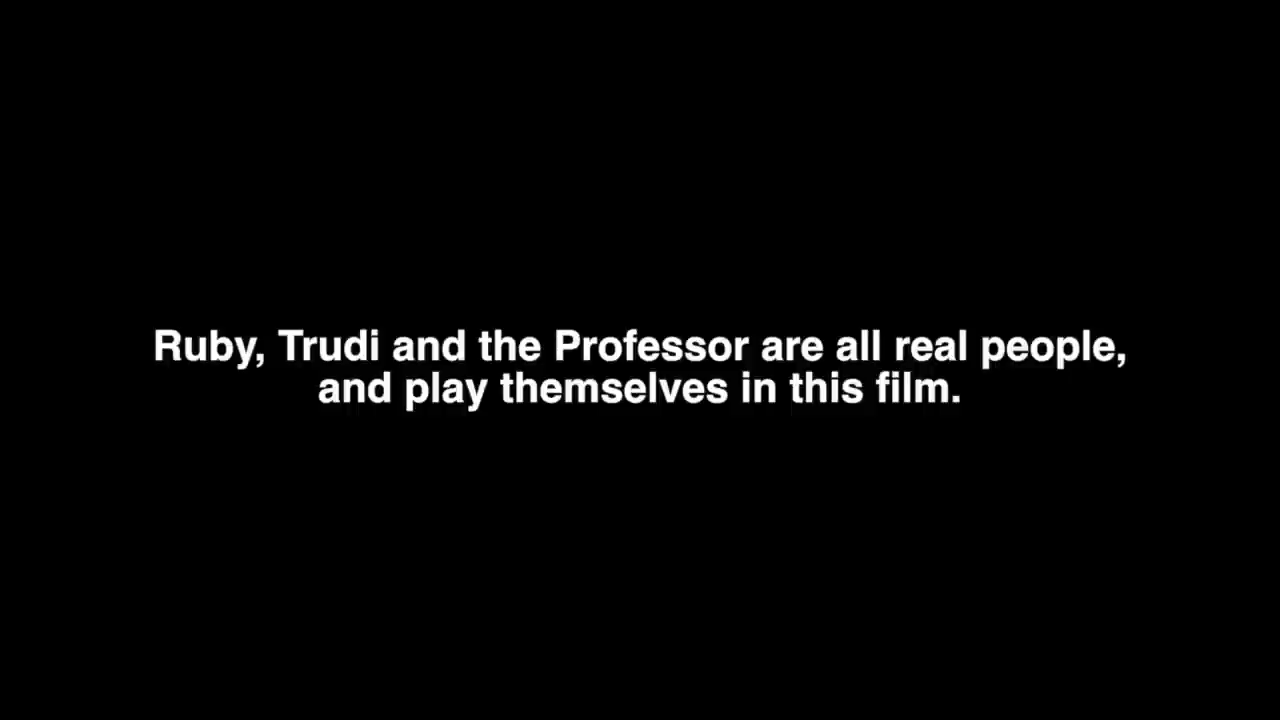 Ruby, Trudi and the Professor are all real people,
and play themselves in this film.